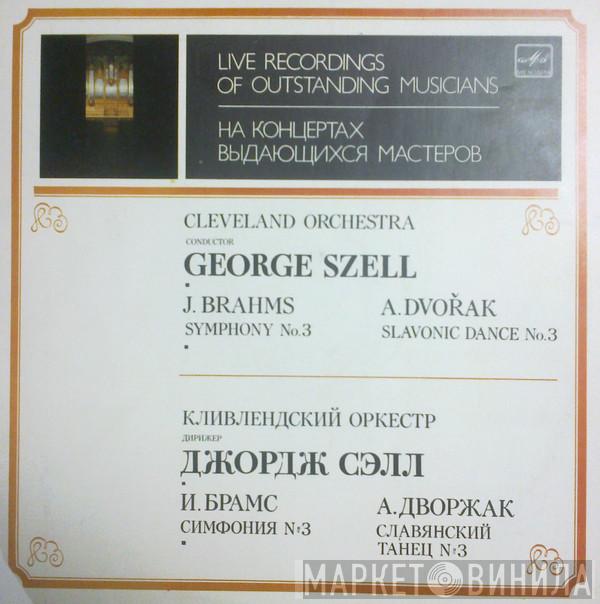 LIVE RECORDINGS
OF OUTSTANDING MUSICIANS
НА КОНЦЕРТАХ
ВЫДАЮЩИХСЯ МАСТЕРОВ
CLEVELAND ORCHESTRA
CONDUCTOR
GEORGE SZELL
J. BRAHMS
SYMPHONY No.3
A. DVOŘAK
SLAVONIC DANCE No.3
КЛИВЛЕНДСКИЙ ОРКЕСТР
ДИРИЖЕР
ДЖОРДЖ СЭЛЛ
И. БРАМС
СИМФОНИЯ №3
А. ДВОРЖАК
СЛАВЯНСКИЙ
ТАНЕЦ №3
МАРКЕТ ВИНИЛА